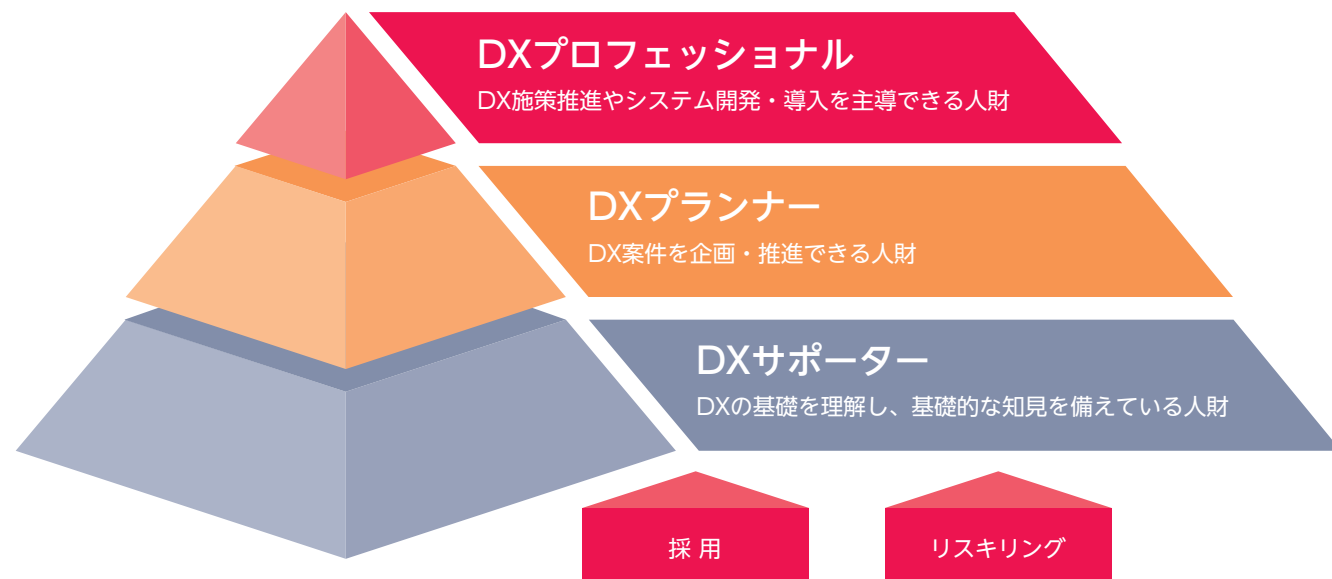 DXプロフェッショナル
DX施策推進やシステム開発・導入を主導できる人財
DXプランナー
DX案件を企画・推進できる人財
DXサポーター
DXの基礎を理解し、基礎的な知見を備えている人財
採用
リスキリング